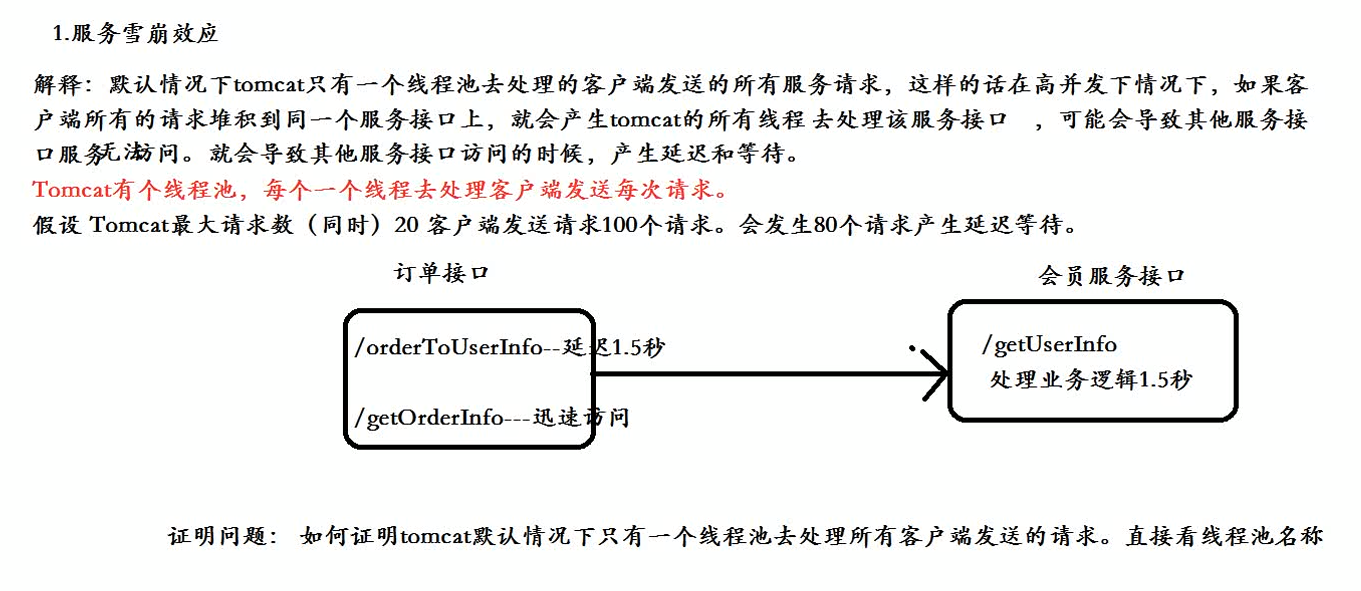 1.服务雪崩效应
解释：默认情况下tomcat只有一个线程池去处理的客户端发送的所有服务请求，这样的话在高并发下情况下，如果客
户端所有的请求堆积到同一个服务接口上，就会产生tomcat的所有线程去处理该服务接口 ，可能会导致其他服务接
口服务无法访问。就会导致其他服务接口访问的时候，产生延迟和等待。
Tomcat有个线程池，每个一个线程去处理客户端发送每次请求。
假设 Tomcat最大请求数（同时）20 客户端发送请求100个请求。会发生80个请求产生延迟等待。
订单接口
会员服务接口
/orderToUserInfo--延迟1.5秒
/getUserInfo
处理业务逻辑1.5秒
/getOrderInfo---迅速访问
证明问题： 如何证明tomcat默认情况下只有一个线程池去处理所有客户端发送的请求。直接看线程池名称